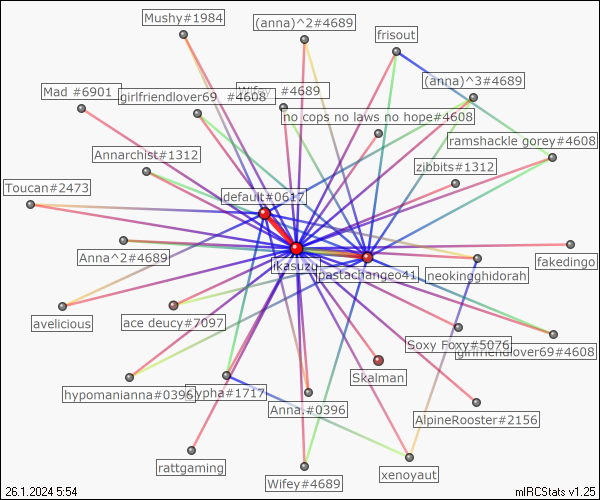 Mushy#1984
(anna)^2#4689
frisout
(anna)^3#4689
Mad #6901
girlfriendlover69 #4608
Wifey #4689
no cops no laws no hope#4608
ramshackle gorey#4608
Annarchist#1312
zibbits#1312
Toucan#2473
default#0617
Anna^2#4689
ikasuzu
pastachangeo41
neokingghidorah
fakedingo
avelicious
ace deucy#7097
Soxy Foxy#5076
girlfriendlover69#4608
Skalman
hypomanianna#0396
ypha#1717
Anna.#0396
AlpineRooster#2156
rattgaming
Wifey#4689
xenoyaut
26.1.2024 5:54
mIRCStats v1.25